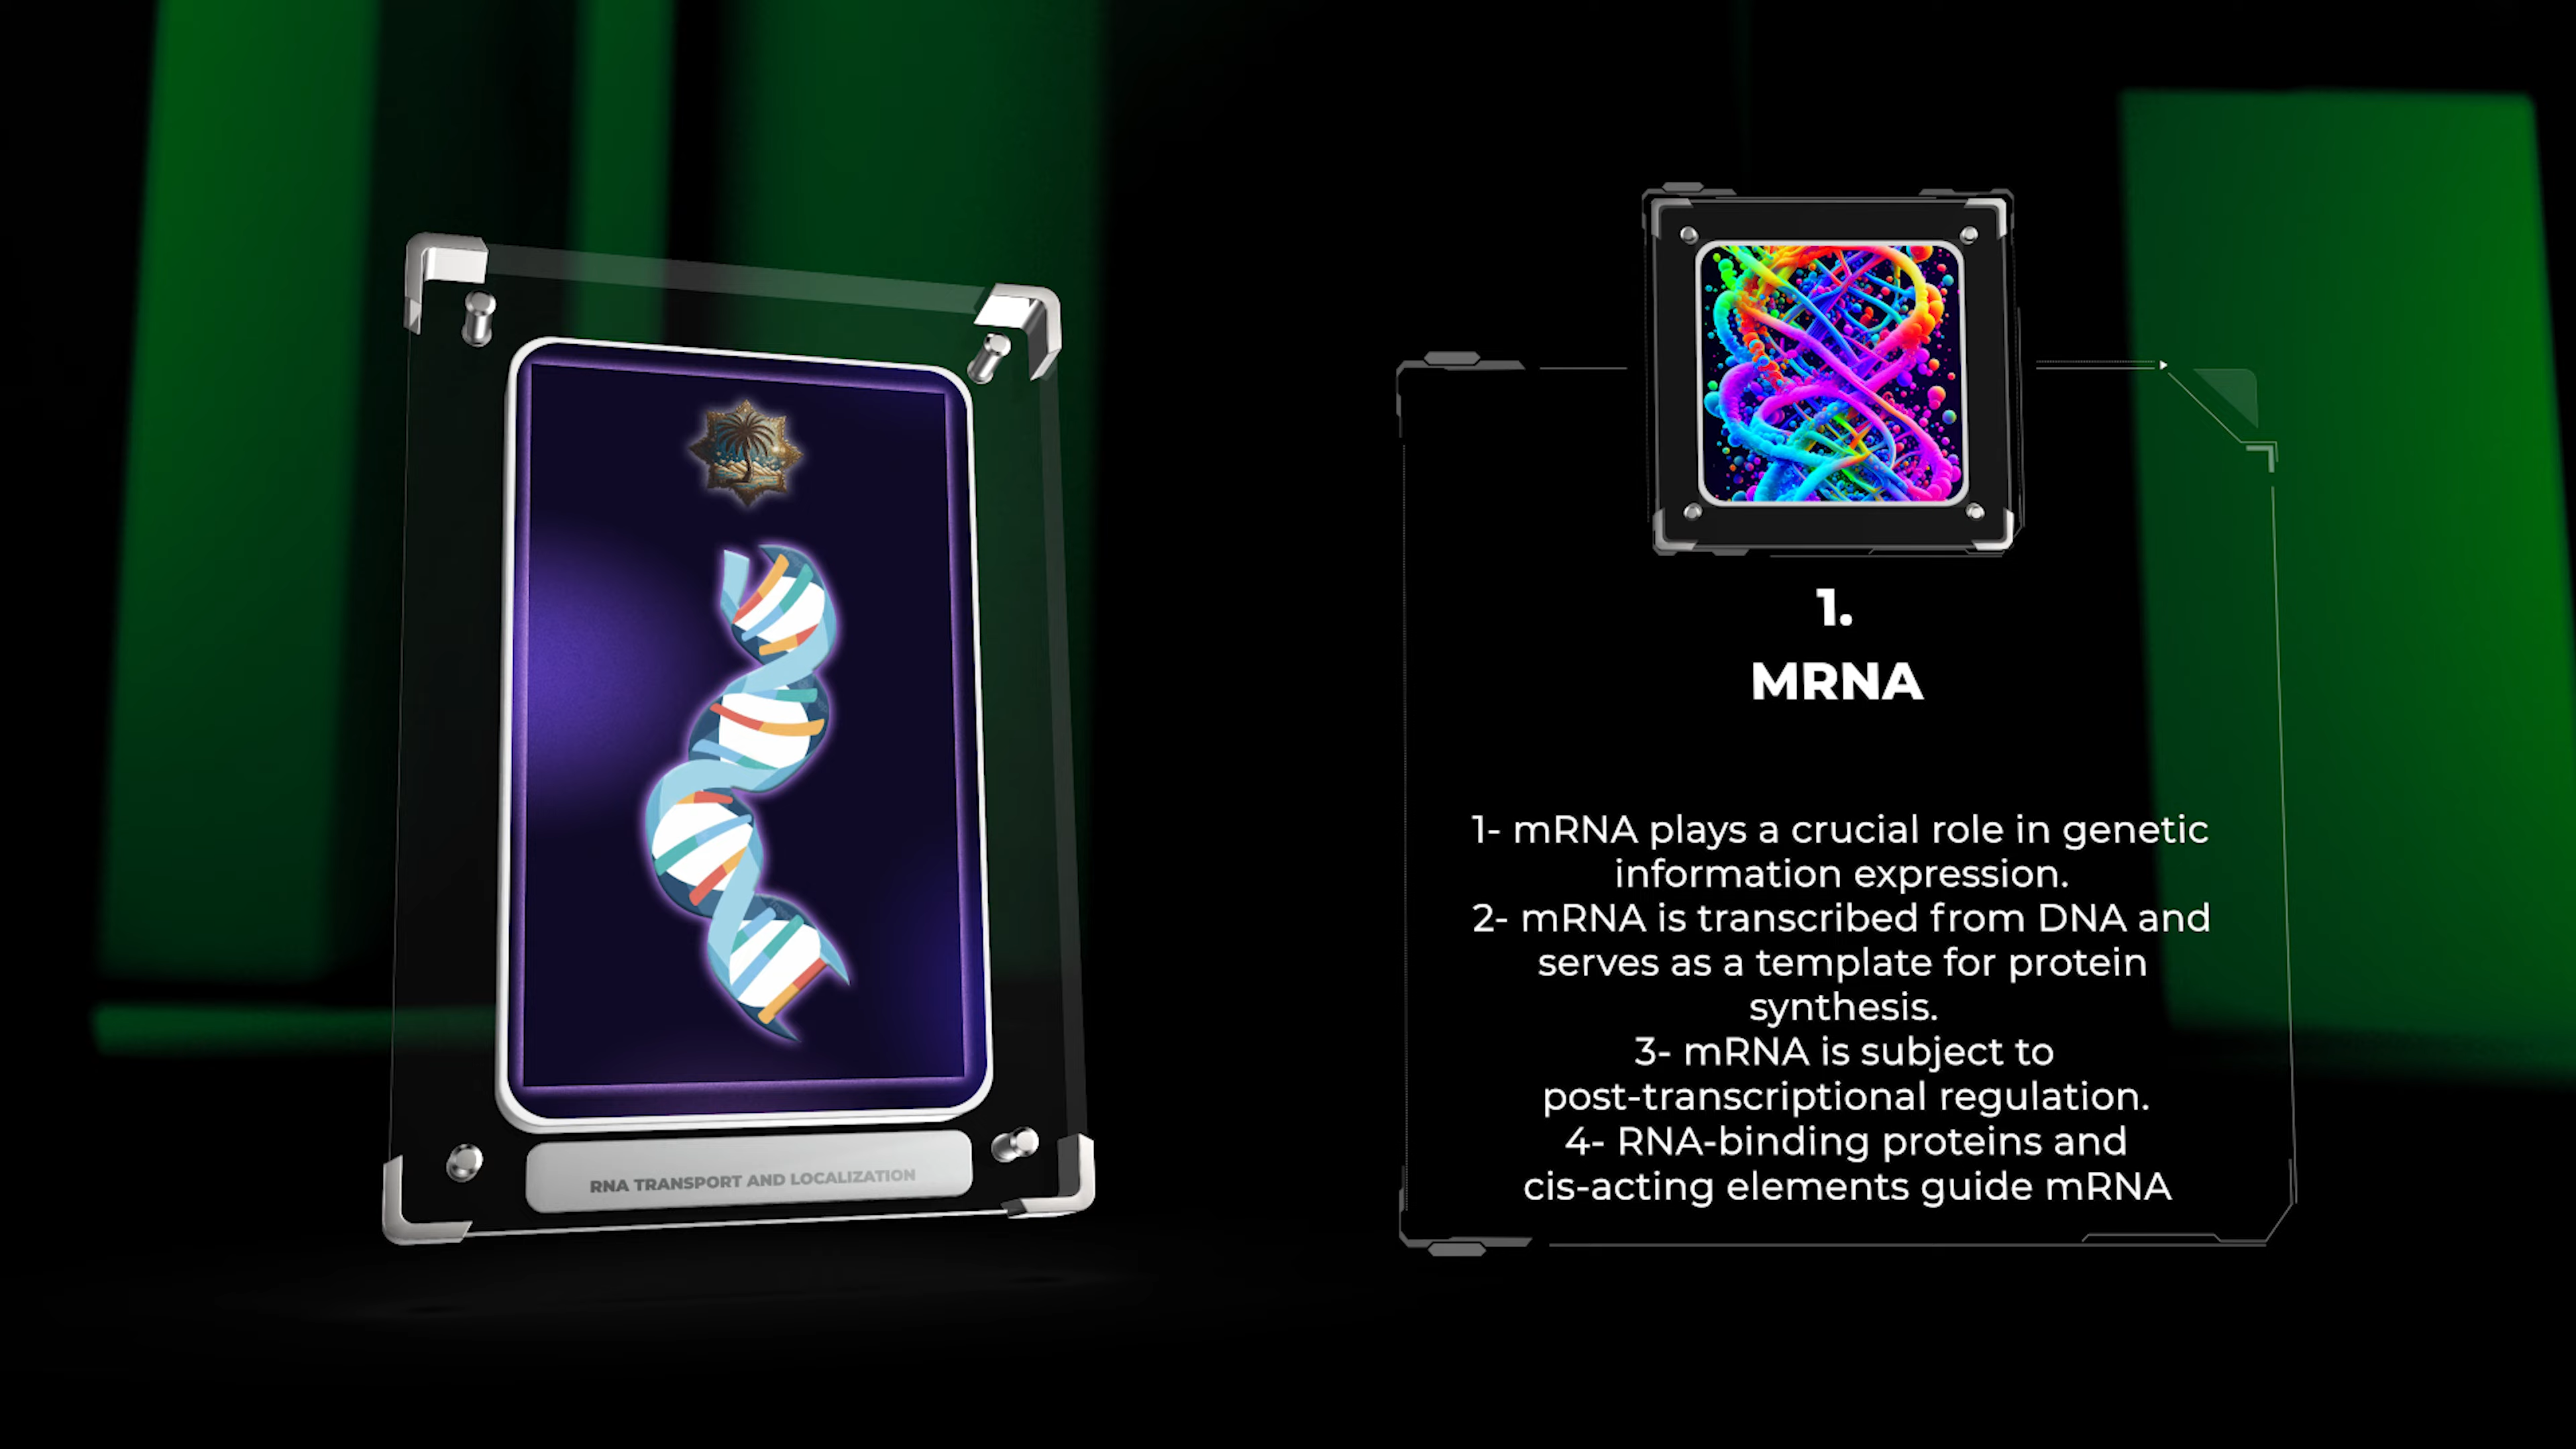 RNA TRANSPORT AND LOCALIZATION
1.
MRNA
1- mRNA plays a crucial role in genetic
information expression.
2- mRNA is transcribed from DNA and
serves as a template for protein
synthesis.
3- mRNA is subject to
post-transcriptional regulation.
4- RNA-binding proteins and
cis-acting elements guide mRNA